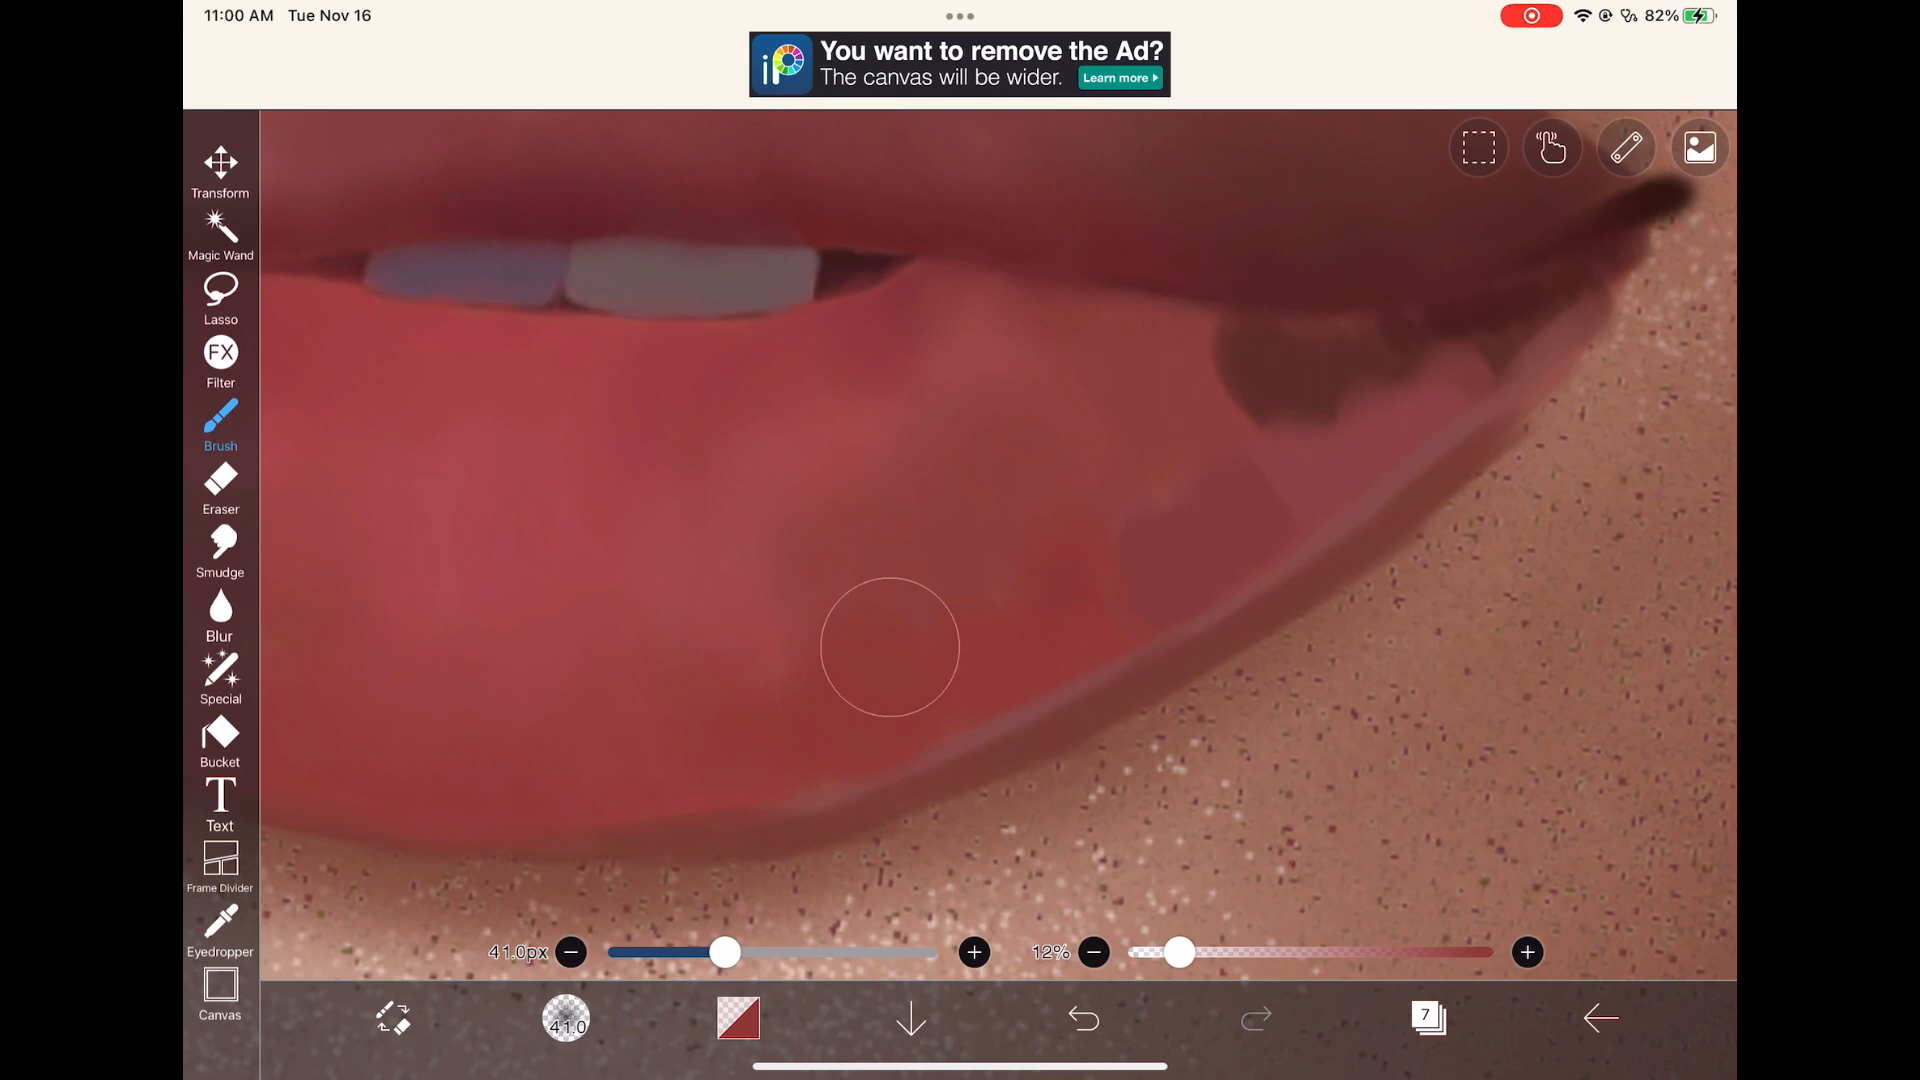 11:00 AM Tue Nov 16
82%
iP
You want to remove the Ad?
The canvas will be wider. Learn more
Transform
Magic Wand
Lasso
FX
Filter
Brush
Eraser
Smudge
Blur
Special
Bucket
T
Text
Frame Divider
Eyedropper
Canvas
41.0px
12%
41.0
7